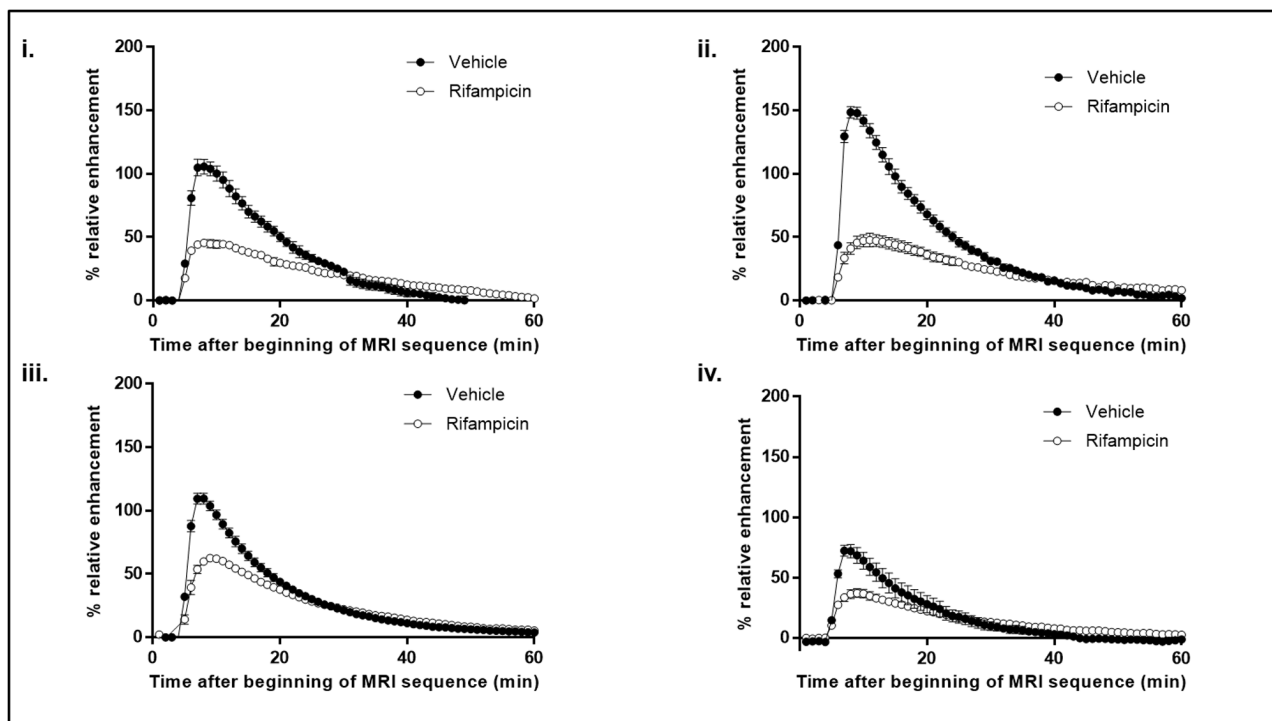 i.
200
150
100
50
0
% relative enhancement
Vehicle
Rifampicin
0 20 40 60
Time after beginning of MRI sequence (min)
ii.
200
150
100
50
0
% relative enhancement
Vehicle
Rifampicin
0 20 40 60
Time after beginning of MRI sequence (min)
iii.
200
150
100
50
0
% relative enhancement
Vehicle
Rifampicin
0 20 40 60
Time after beginning of MRI sequence (min)
iv.
200
150
100
50
0
% relative enhancement
Vehicle
Rifampicin
20 40 60
Time after beginning of MRI sequence (min)